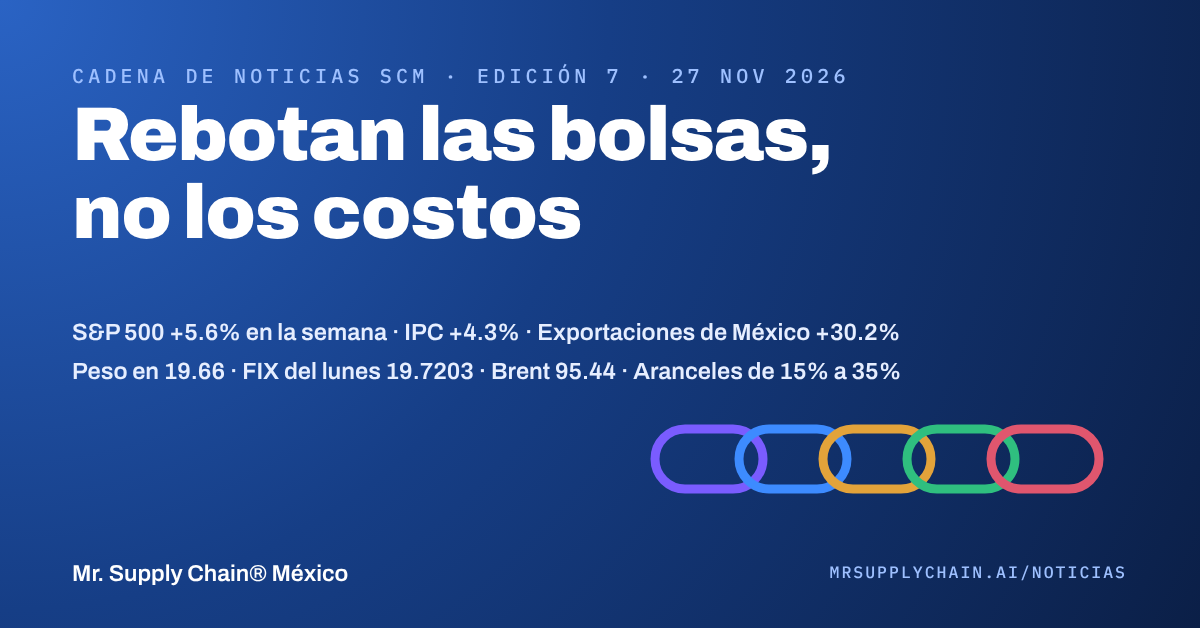 CADENA DE NOTICIAS SCM · EDICIÓN 7 · 27 NOV 2026
Rebotan las bolsas,
no los costos
S&P 500 +5.6% en la semana · IPC +4.3% · Exportaciones de México +30.2%
Peso en 19.66 · FIX del lunes 19.7203 · Brent 95.44 · Aranceles de 15% a 35%
Mr. Supply Chain® México
MRSUPPLYCHAIN.AI/NOTICIAS